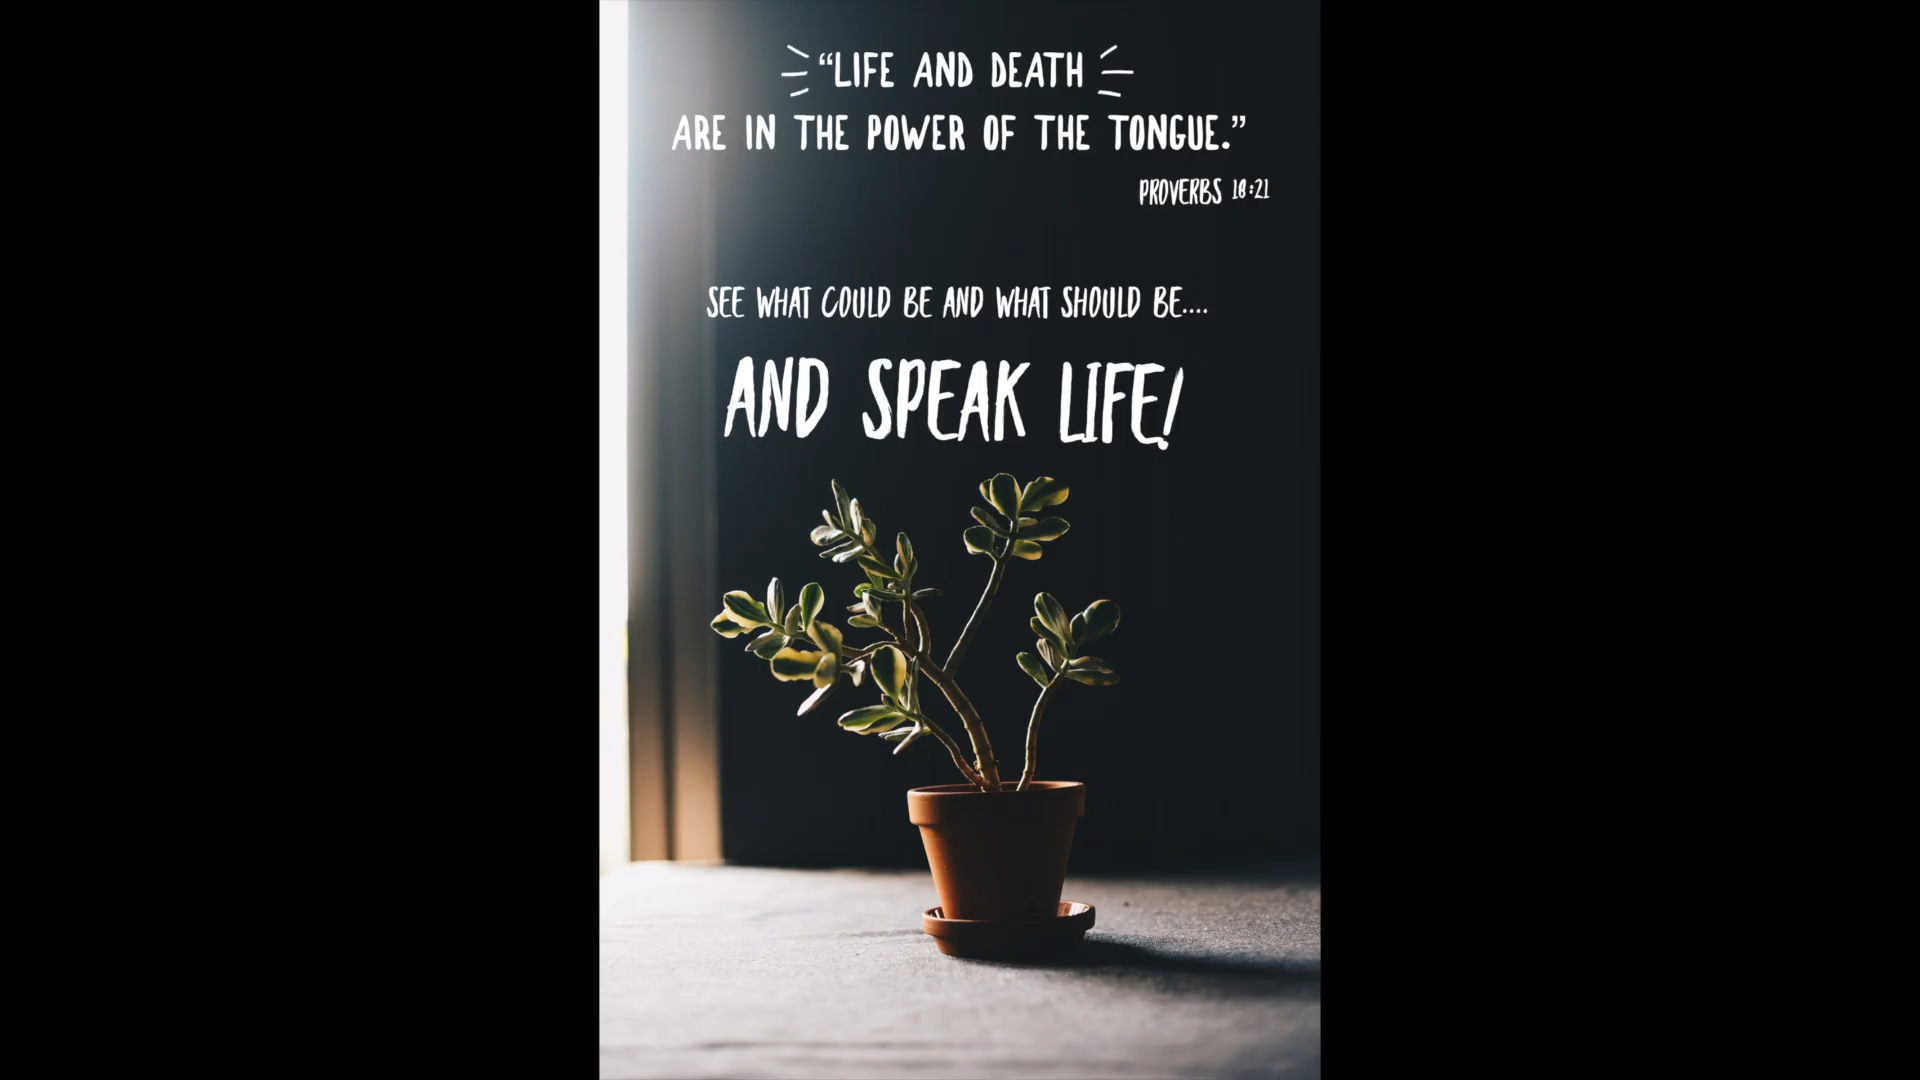 “LIFE AND DEATH
ARE IN THE POWER OF THE TONGUE.”
PROVERBS 18:21
SEE WHAT COULD BE AND WHAT SHOULD BE....
AND SPEAK LIFE!